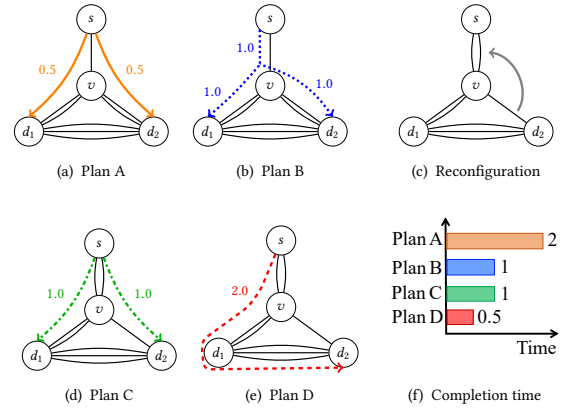 s
0.5
0.5
v
d1
d2
(a) Plan A
s
1.0
v
1.0
1.0
d1
d2
(b) Plan B
s
v
d1
d2
(c) Reconfiguration
s
1.0
1.0
v
d1
d2
(d) Plan C
s
2.0
v
d1
d2
(e) Plan D
Plan A 2
Plan B 1
Plan C 1
Plan D 0.5
Time
(f) Completion time